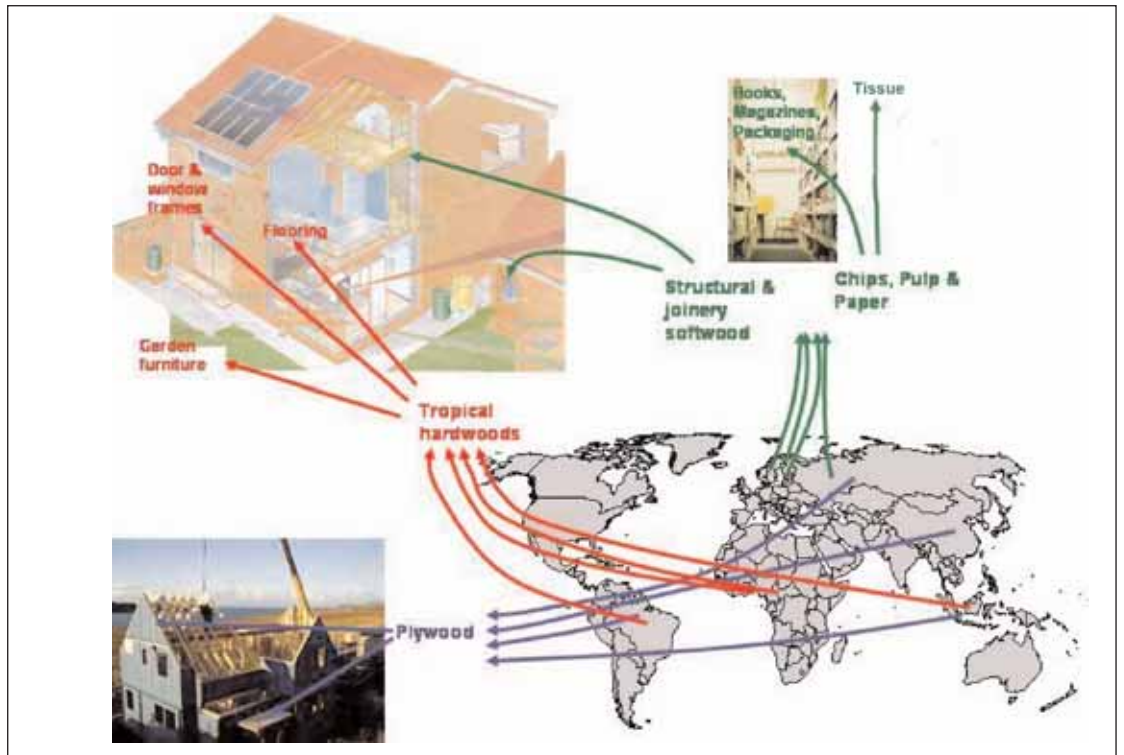 Books,
Magazines,
Packaging
Tissue
Door &
window
frames
Flooring
Structural &
joinery
softwood
Chips, Pulp &
Paper
Garden
furniture
Tropical
hardwoods
Plywood